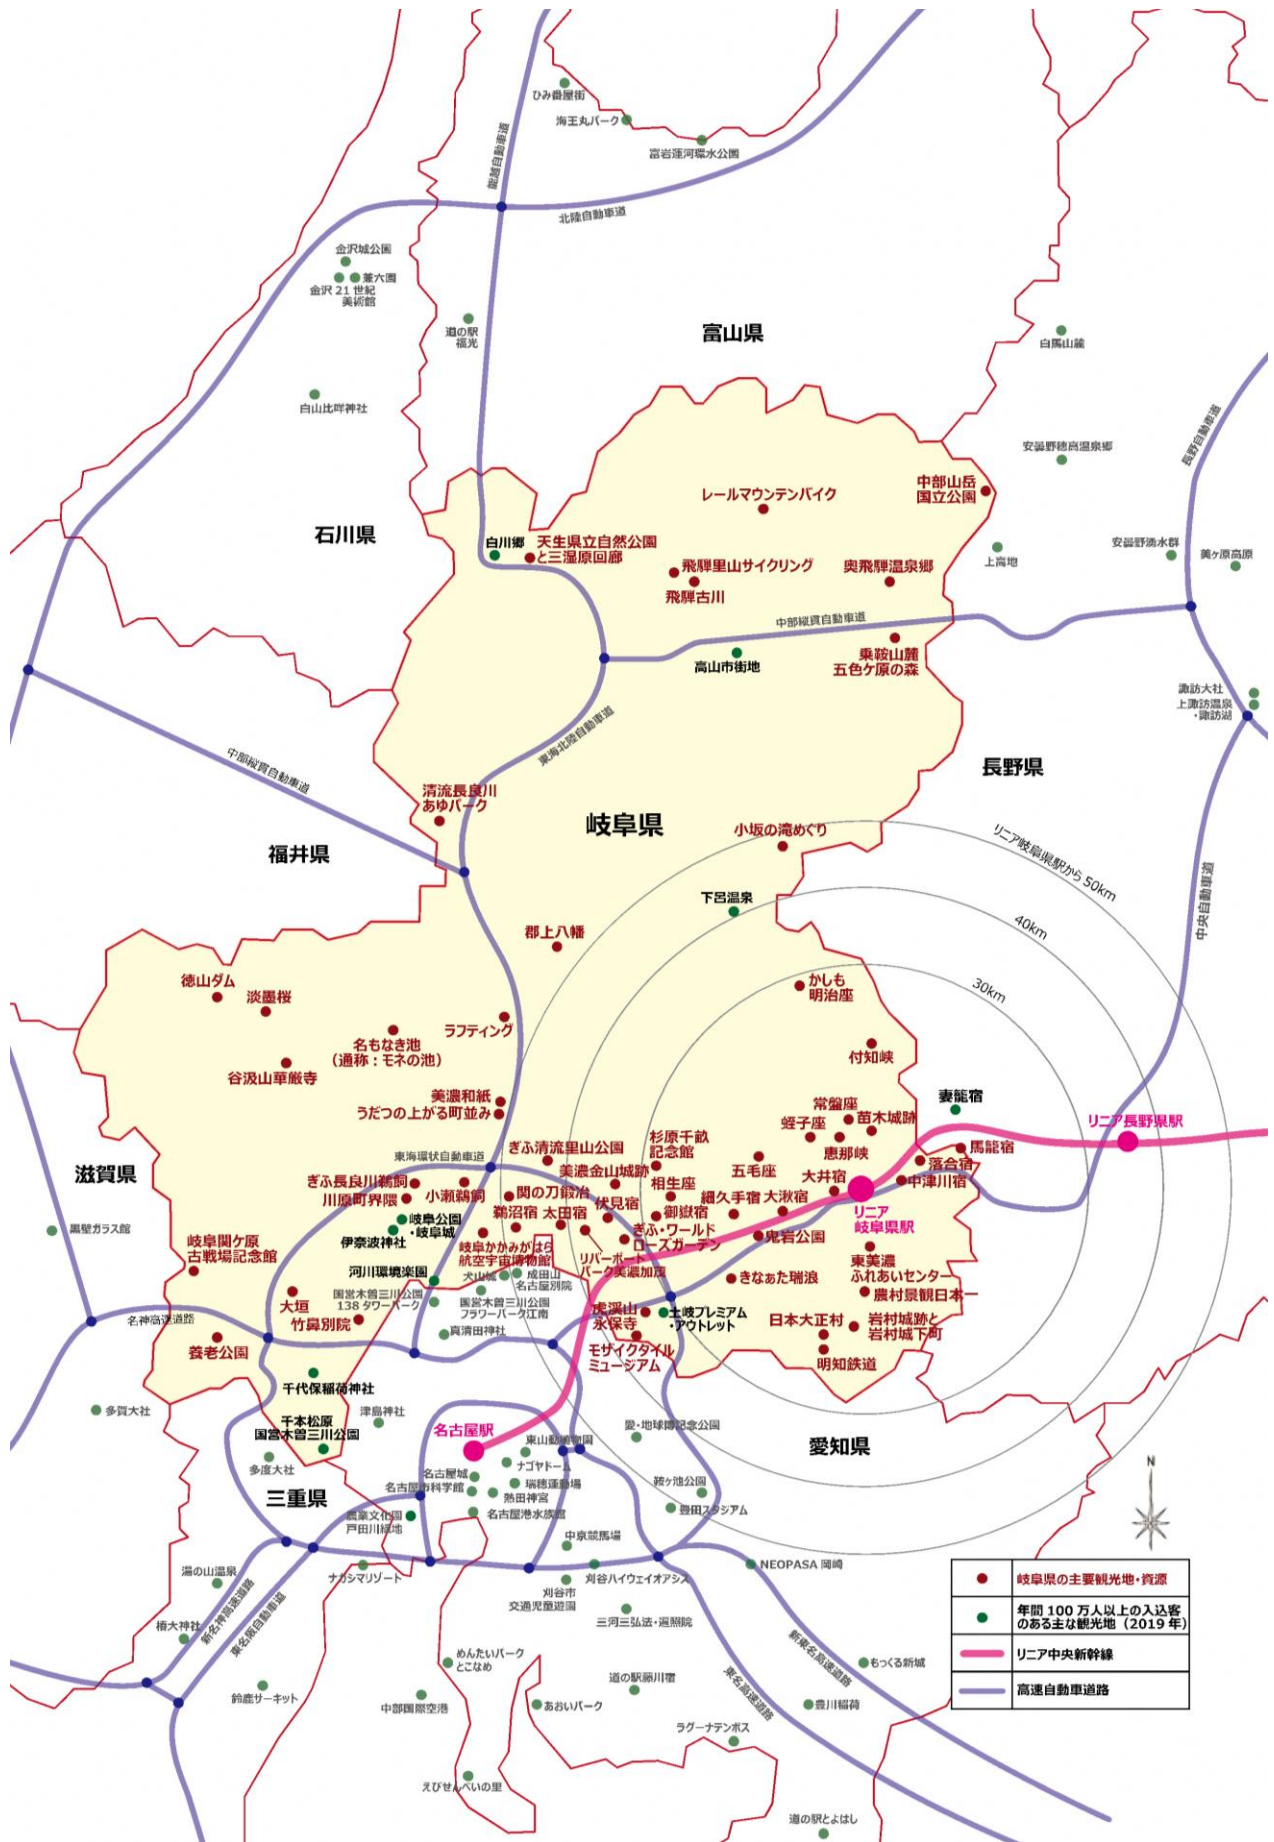 ひみ番屋街
海王丸パーク
富岩運河環水公園
能越自動車道
北陸自動車道
金沢城公園
兼六園
金沢 21 世紀
美術館
道の駅
福光
富山県
白馬山麓
白山比咩神社
長野自動車道
安曇野穂高温泉郷
中部山岳
国立公園
レールマウンテンバイク
石川県
白川郷
天生県立自然公園
と三湿原回廊
飛騨里山サイクリング
飛騨古川
奥飛騨温泉郷
上高地
安曇野湧水群
美ヶ原高原
中部縦貫自動車道
高山市街地
乗鞍山麓
五色ケ原の森
諏訪大社
上諏訪温泉
・諏訪湖
東海北陸自動車道
中部縦貫自動車道
長野県
清流長良川
あゆパーク
岐阜県
小坂の滝めぐり
リニア岐阜県駅から 50km
福井県
下呂温泉
40km
中央自動車道
郡上八幡
徳山ダム
淡墨桜
かしも
明治座
30km
ラフティング
名もなき池
（通称：モネの池）
付知峡
谷汲山華厳寺
美濃和紙
うだつの上がる町並み
妻籠宿
常盤座
苗木城跡
蛭子座
恵那峡
リニア長野県駅
馬籠宿
落合宿
中津川宿
滋賀県
東海環状自動車道
ぎふ清流里山公園
杉原千畝
記念館
五毛座
美濃金山城跡
相生座
大井宿
ぎふ長良川鵜飼
川原町界隈
小瀬鵜飼
関の刀鍛冶
伏見宿
細久手宿
大湫宿
御嶽宿
リニア
岐阜県駅
黒壁ガラス館
岐阜公園
・岐阜城
伊奈波神社
鵜沼宿
太田宿
ぎふ・ワールド
ローズガーデン
鬼岩公園
岐阜関ケ原
古戦場記念館
岐阜かかみがはら
航空宇宙博物館
リバーポート
パーク美濃加茂
東美濃
ふれあいセンター
河川環境楽園
犬山城
成田山
名古屋別院
きなぁた瑞浪
農村景観日本一
国営木曽三川公園
138 タワーパーク
国営木曽三川公園
フラワーパーク江南
大垣
竹鼻別院
名神高速道路
真清田神社
虎渓山
永保寺
土岐プレミアム
・アウトレット
日本大正村
岩村城跡と
岩村城下町
養老公園
モザイクタイル
ミュージアム
明知鉄道
千代保稲荷神社
多賀大社
千本松原
国営木曽三川公園
津島神社
名古屋駅
愛・地球博記念公園
愛知県
東山動植物園
多度大社
ナゴヤドーム
名古屋城
名古屋市科学館
瑞穂運動場
熱田神宮
鞍ヶ池公園
N
三重県
農業文化園
戸田川緑地
名古屋港水族館
豊田スタジアム
中京競馬場
湯の山温泉
ナガシマリゾート
刈谷ハイウェイオアシス
NEOPASA 岡崎
岐阜県の主要観光地・資源
刈谷市
交通児童遊園
年間 100 万人以上の入込客
のある主な観光地（2019 年）
椿大神社
新名神高速道路
東名阪自動車道
三河三弘法・遍照院
リニア中央新幹線
めんたいパーク
とこなめ
新東名高速道路
もっくる新城
高速自動車道路
鈴鹿サーキット
中部国際空港
あおいパーク
道の駅藤川宿
東名高速道路
豊川稲荷
ラグーナテンボス
えびせんべいの里
道の駅とよはし